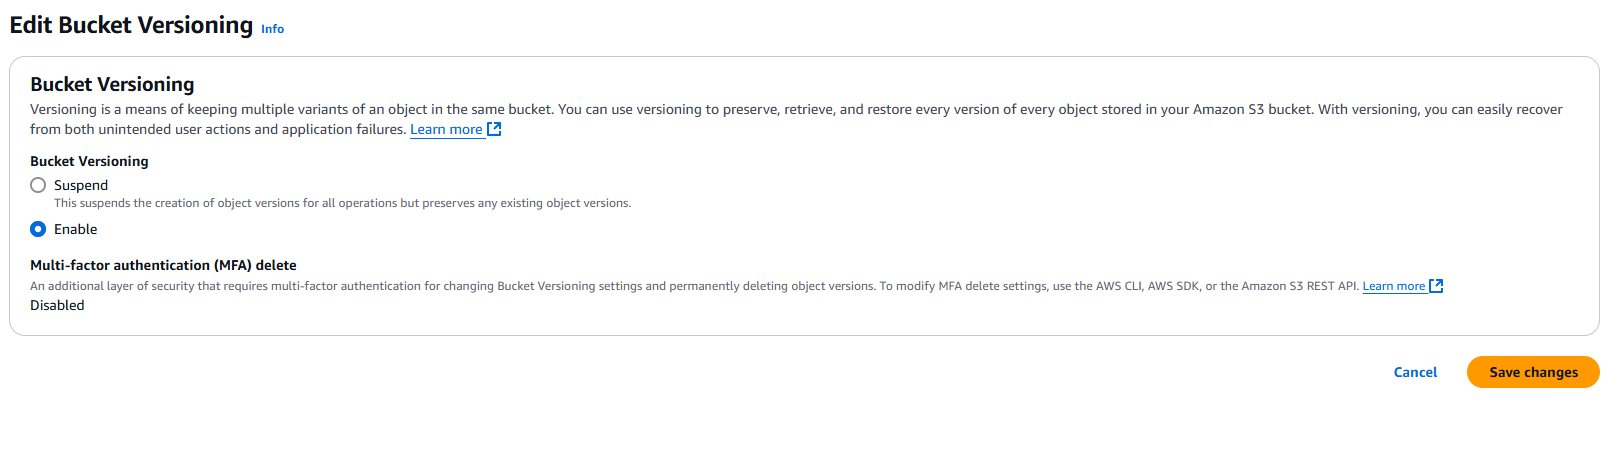 Edit Bucket Versioning Info
Bucket Versioning
Versioning is a means of keeping multiple variants of an object in the same bucket. You can use versioning to preserve, retrieve, and restore every version of every object stored in your Amazon S3 bucket. With versioning, you can easily recover
from both unintended user actions and application failures. Learn more
Bucket Versioning
Suspend
This suspends the creation of object versions for all operations but preserves any existing object versions.
Enable
Multi-factor authentication (MFA) delete
An additional layer of security that requires multi-factor authentication for changing Bucket Versioning settings and permanently deleting object versions. To modify MFA delete settings, use the AWS CLI, AWS SDK, or the Amazon S3 REST API. Learn more
Disabled
Cancel Save changes